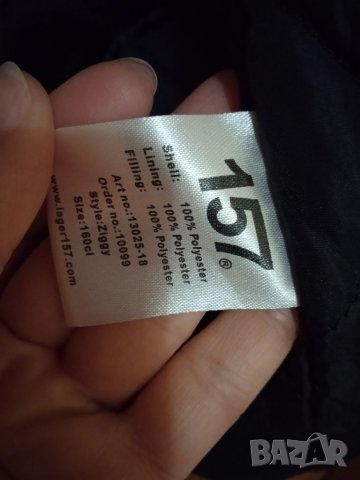 157®
Shell: 100% Polyester
Lining: 100% Polyester
Filling: 100% Polyester
Art no.:13025-18
Order no.:10099
Style:Ziggy
Size:160cl
www.lager157.com
BAZAR